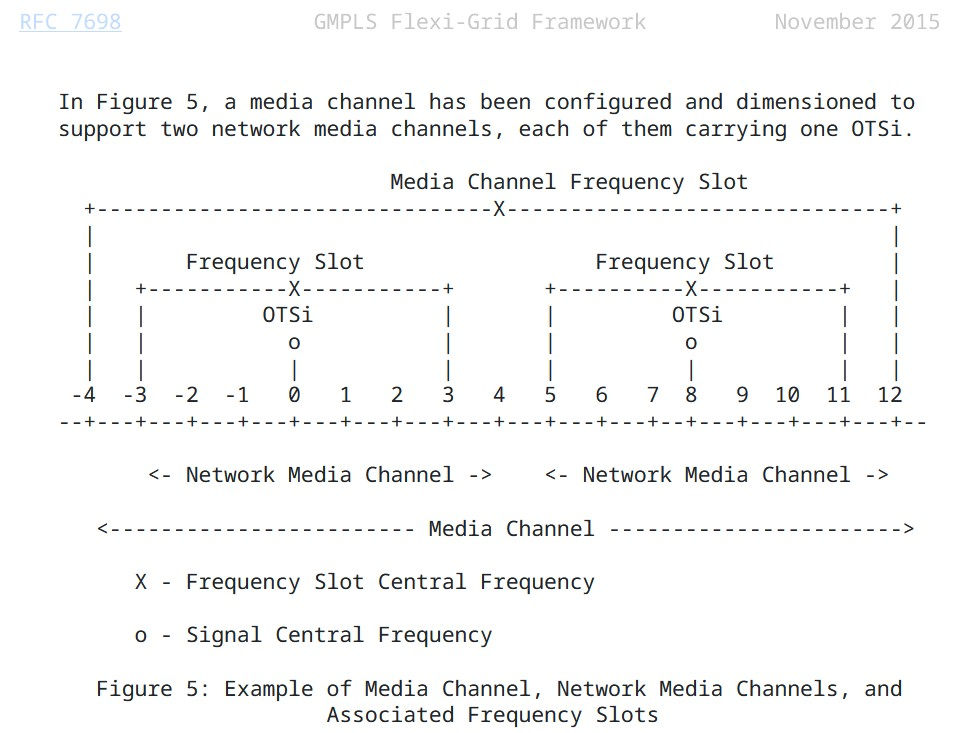 RFC 7698               GMPLS Flexi-Grid Framework          November 2015
   In Figure 5, a media channel has been configured and dimensioned to
   support two network media channels, each of them carrying one OTSi.
                             Media Channel Frequency Slot
     +-------------------------------X------------------------------+
     |                                                              |
     |       Frequency Slot                  Frequency Slot         |
     |   +-----------X-----------+       +----------X-----------+   |
     |   |         OTSi          |       |         OTSi         |   |
     |   |           o           |       |          o           |   |
     |   |           |           |       |          |           |   |
    -4  -3  -2  -1   0   1   2   3   4   5   6   7  8   9  10  11  12
   --+---+---+---+---+---+---+---+---+---+---+---+--+---+---+---+---+--
          <- Network Media Channel ->    <- Network Media Channel ->
      <------------------------ Media Channel ----------------------->
         X - Frequency Slot Central Frequency
         o - Signal Central Frequency
      Figure 5: Example of Media Channel, Network Media Channels, and
                        Associated Frequency Slots